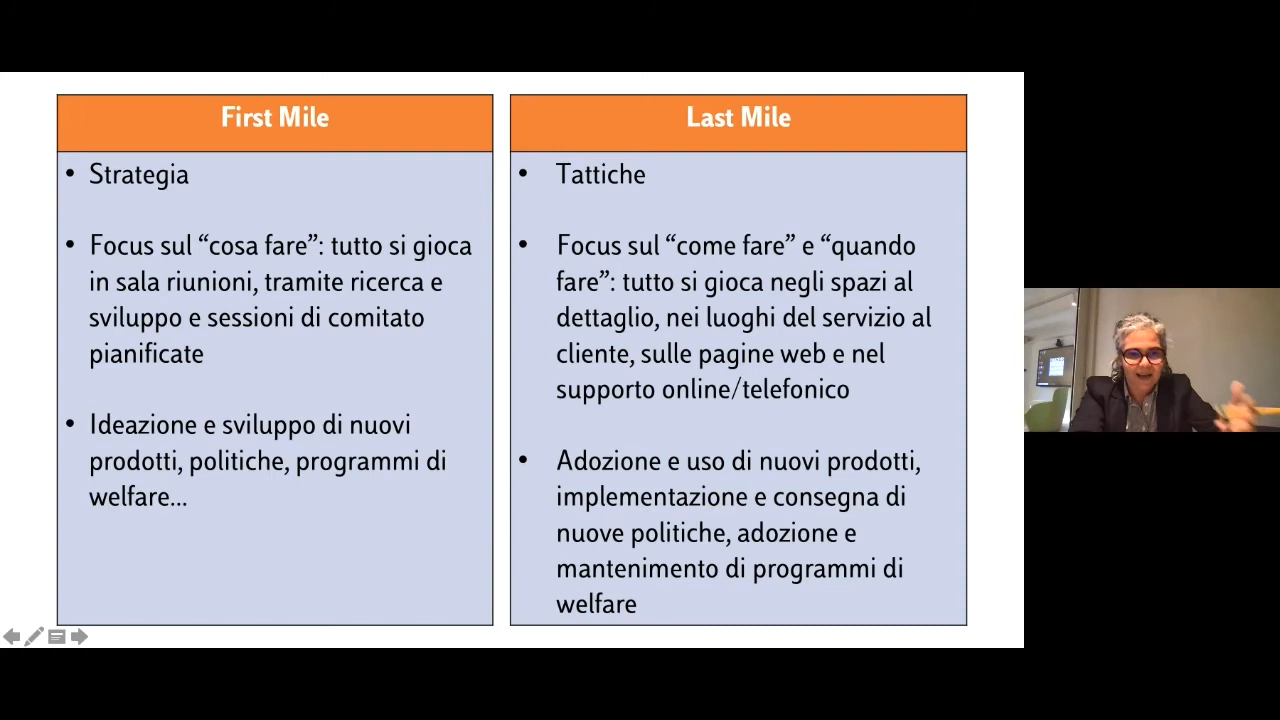 First Mile
• Strategia
• Focus sul “cosa fare”: tutto si gioca
in sala riunioni, tramite ricerca e
sviluppo e sessioni di comitato
pianificate
• Ideazione e sviluppo di nuovi
prodotti, politiche, programmi di
welfare...
Last Mile
• Tattiche
• Focus sul “come fare” e “quando
fare”: tutto si gioca negli spazi al
dettaglio, nei luoghi del servizio al
cliente, sulle pagine web e nel
supporto online/telefonico
• Adozione e uso di nuovi prodotti,
implementazione e consegna di
nuove politiche, adozione e
mantenimento di programmi di
welfare